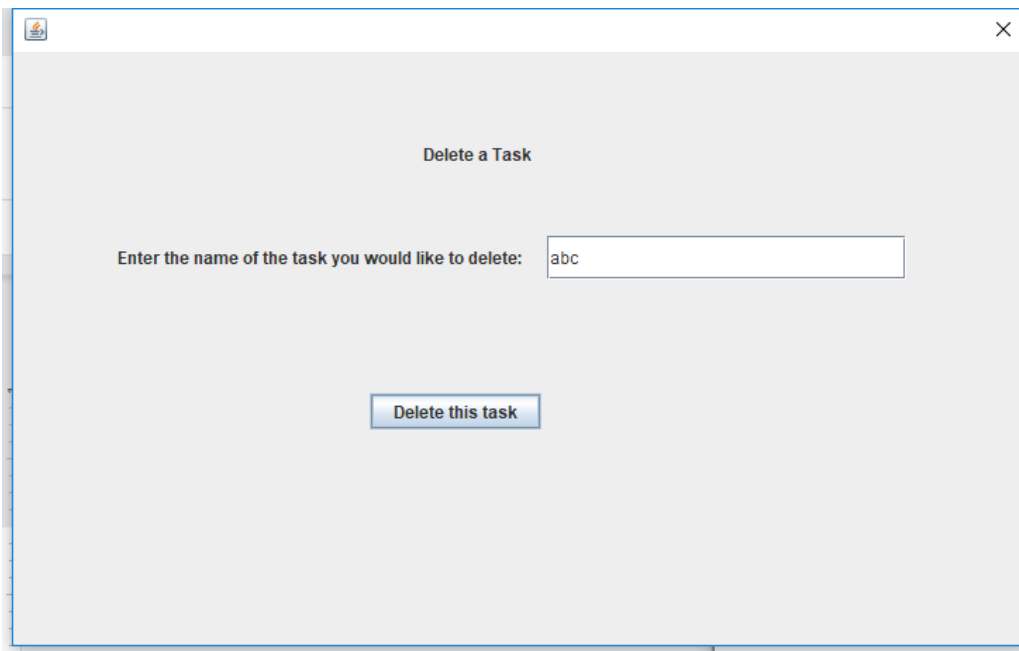 Delete a Task
Enter the name of the task you would like to delete: abc
Delete this task